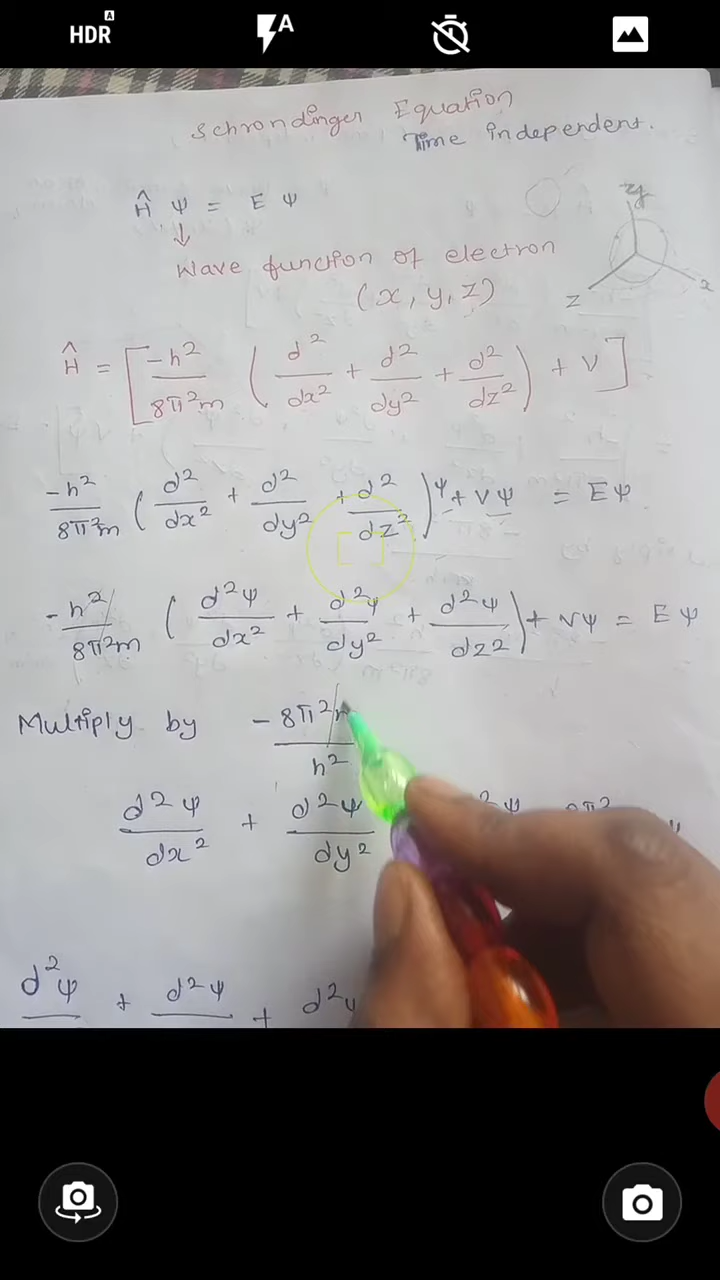 HDR A
A
Schrondinger Equation
Time independent.
Ĥ ψ = E ψ
↓
Wave function of electron
(x, y, z)
z y x
Ĥ = [ -h²/8π²m ( d²/dx² + d²/dy² + d²/dz² ) + V ]
-h²/8π²m ( d²/dx² + d²/dy² + d²/dz² ) ψ + Vψ = Eψ
-h²/8π²m ( d²ψ/dx² + d²ψ/dy² + d²ψ/dz² ) + Vψ = Eψ
Multiply by - 8π² / h²
d²ψ/dx² + d²ψ/dy²
d²ψ + d²ψ + d²ψ